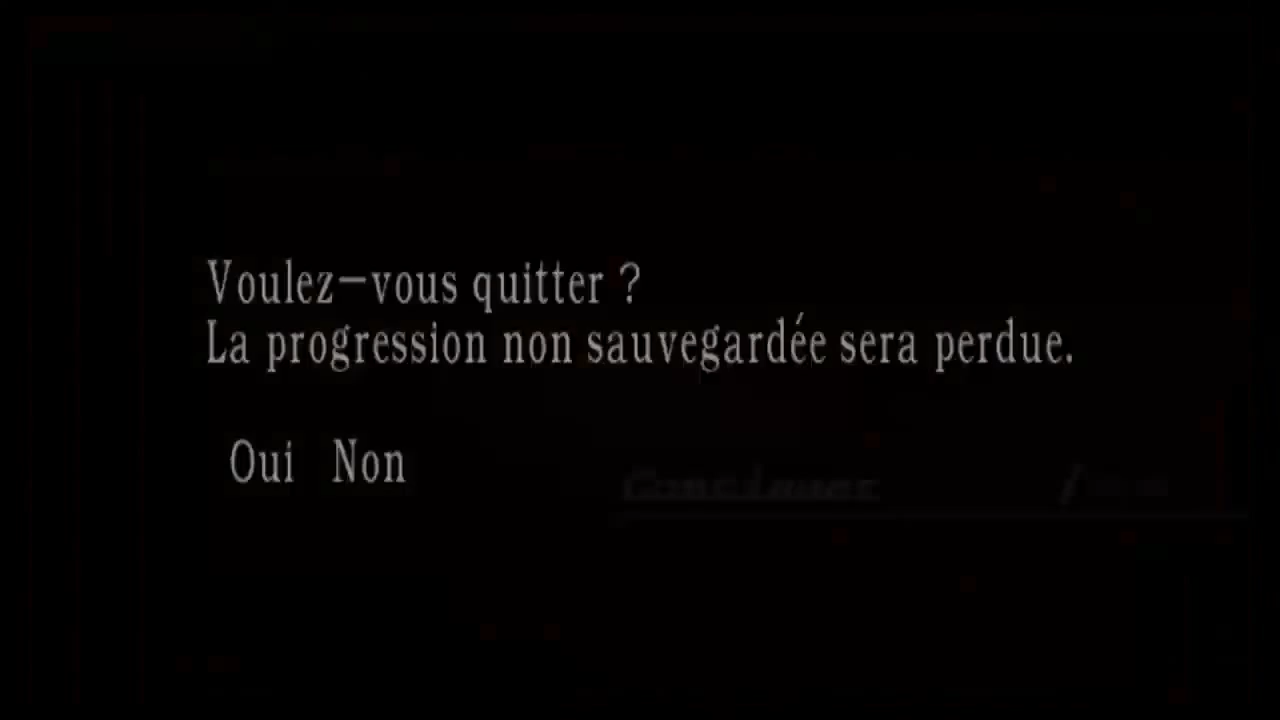 Voulez-vous quitter ?
La progression non sauvegardée sera perdue.
Oui Non